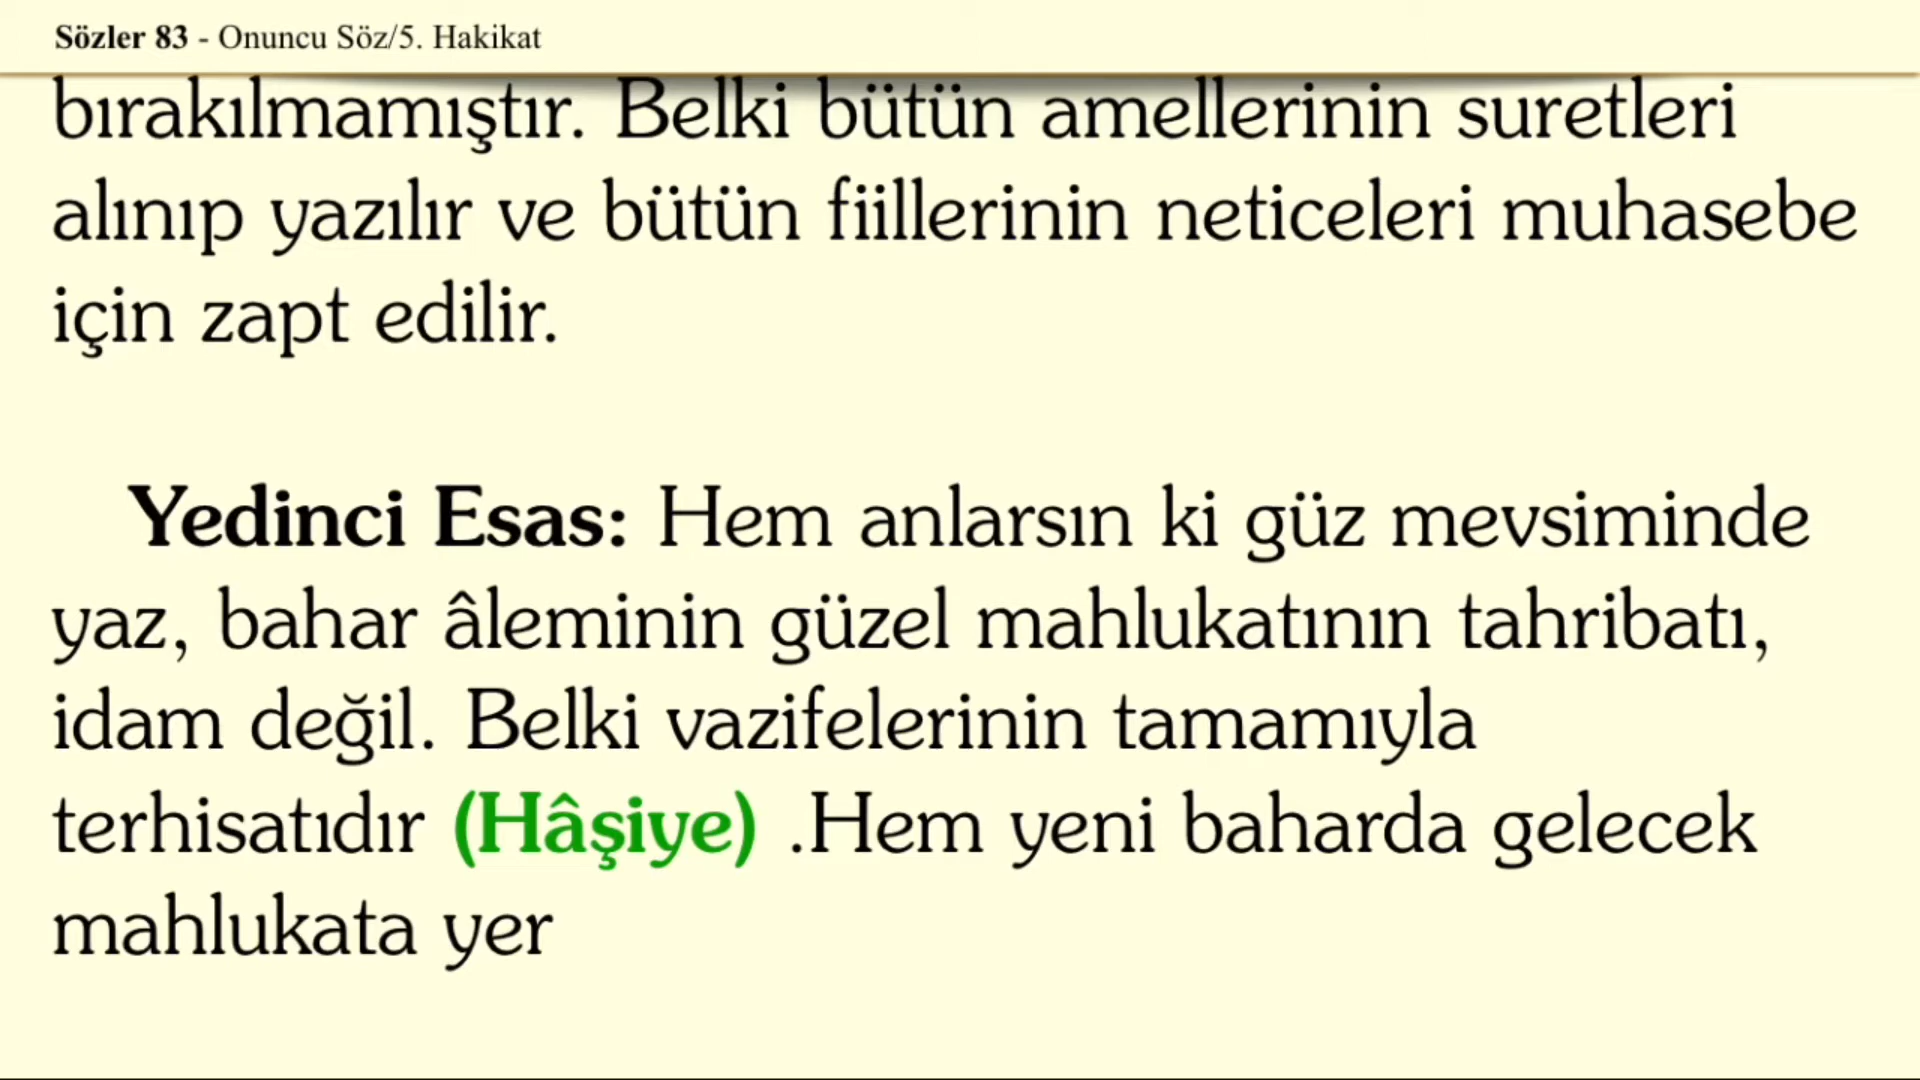 Sözler 83 - Onuncu Söz/5. Hakikat
bırakılmamıştır. Belki bütün amellerinin suretleri
alınıp yazılır ve bütün fiillerinin neticeleri muhasebe
için zapt edilir.
Yedinci Esas: Hem anlarsın ki güz mevsiminde
yaz, bahar âleminin güzel mahlukatının tahribatı,
idam değil. Belki vazifelerinin tamamıyla
terhisatıdır (Hâşiye) .Hem yeni baharda gelecek
mahlukata yer